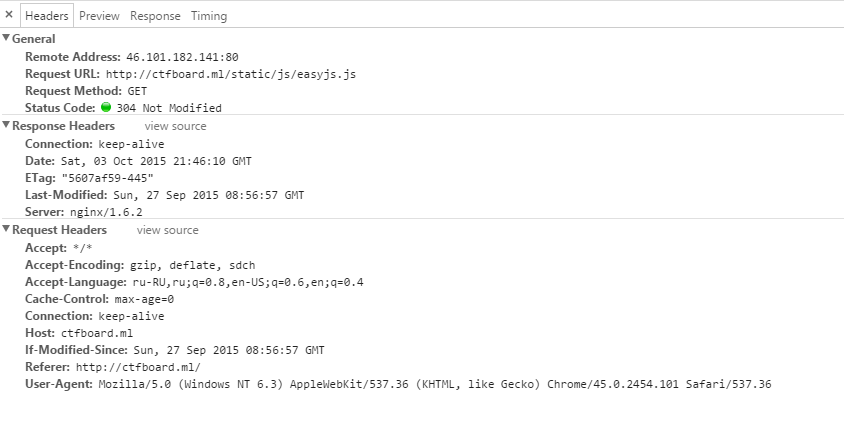 × Headers Preview Response Timing
▼General
Remote Address: 46.101.182.141:80
Request URL: http://ctfboard.ml/static/js/easyjs.js
Request Method: GET
Status Code: 304 Not Modified
▼Response Headers view source
Connection: keep-alive
Date: Sat, 03 Oct 2015 21:46:10 GMT
ETag: "5607af59-445"
Last-Modified: Sun, 27 Sep 2015 08:56:57 GMT
Server: nginx/1.6.2
▼Request Headers view source
Accept: */*
Accept-Encoding: gzip, deflate, sdch
Accept-Language: ru-RU,ru;q=0.8,en-US;q=0.6,en;q=0.4
Cache-Control: max-age=0
Connection: keep-alive
Host: ctfboard.ml
If-Modified-Since: Sun, 27 Sep 2015 08:56:57 GMT
Referer: http://ctfboard.ml/
User-Agent: Mozilla/5.0 (Windows NT 6.3) AppleWebKit/537.36 (KHTML, like Gecko) Chrome/45.0.2454.101 Safari/537.36